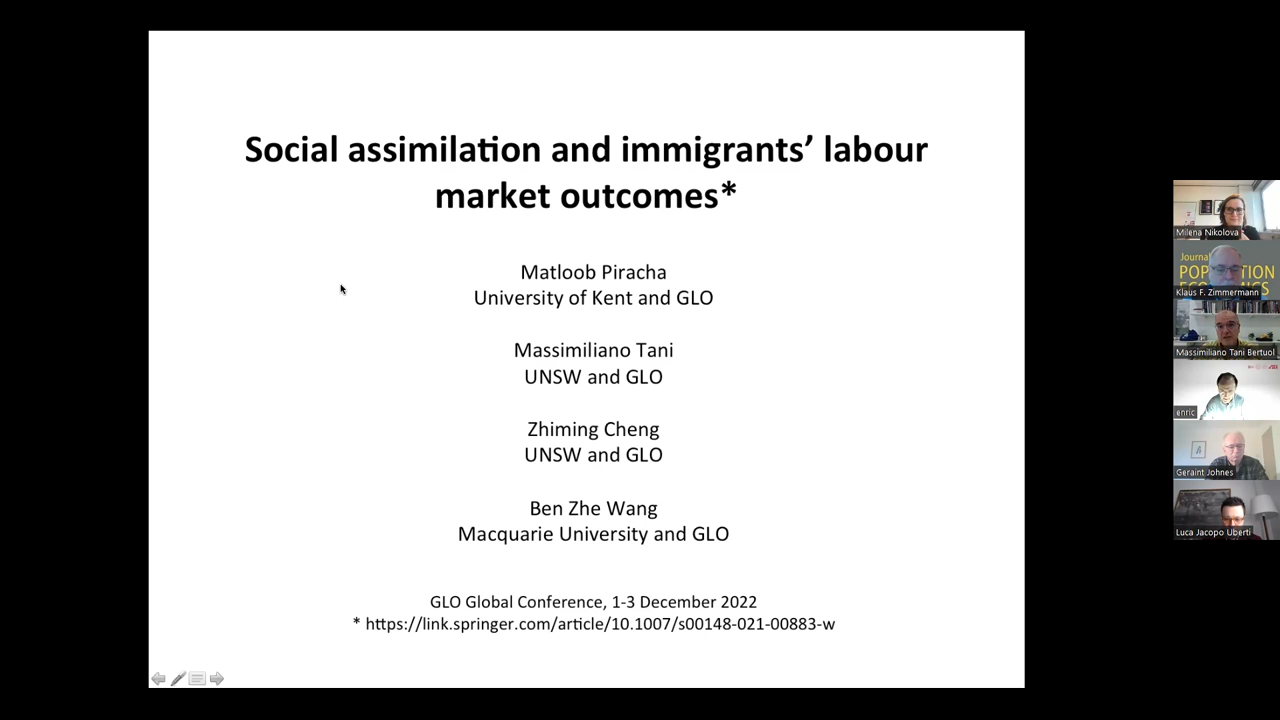 Social assimilation and immigrants’ labour
market outcomes*
Matloob Piracha
University of Kent and GLO
Massimiliano Tani
UNSW and GLO
Zhiming Cheng
UNSW and GLO
Ben Zhe Wang
Macquarie University and GLO
GLO Global Conference, 1-3 December 2022
* https://link.springer.com/article/10.1007/s00148-021-00883-w
Milena Nikolova
Journal
Klaus F. Zimmermann
Massimiliano Tani Bertuol
enric
Geraint Johnes
Luca Jacopo Uberti